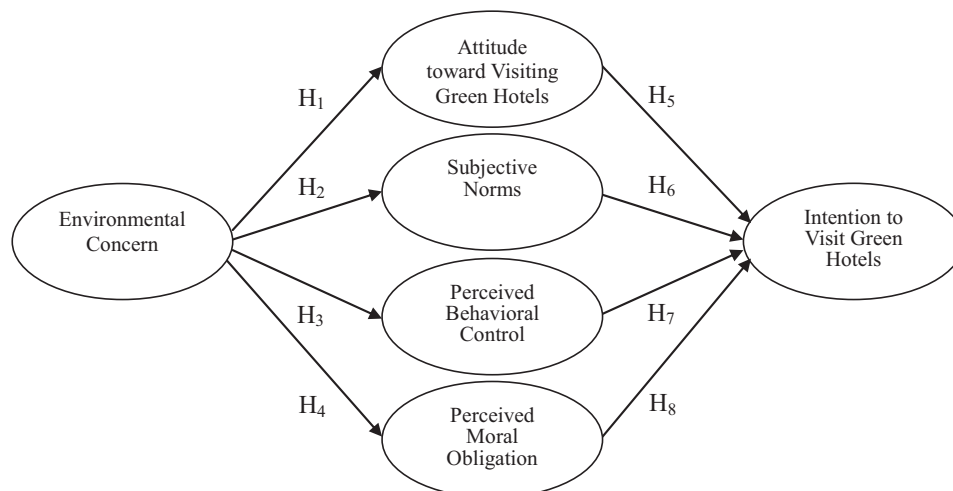 Attitude
toward Visiting
Green Hotels
H1
H5
Subjective
Norms
H2
H6
Environmental
Concern
Intention to
Visit Green
Hotels
Perceived
Behavioral
Control
H3
H7
H4
H8
Perceived
Moral
Obligation